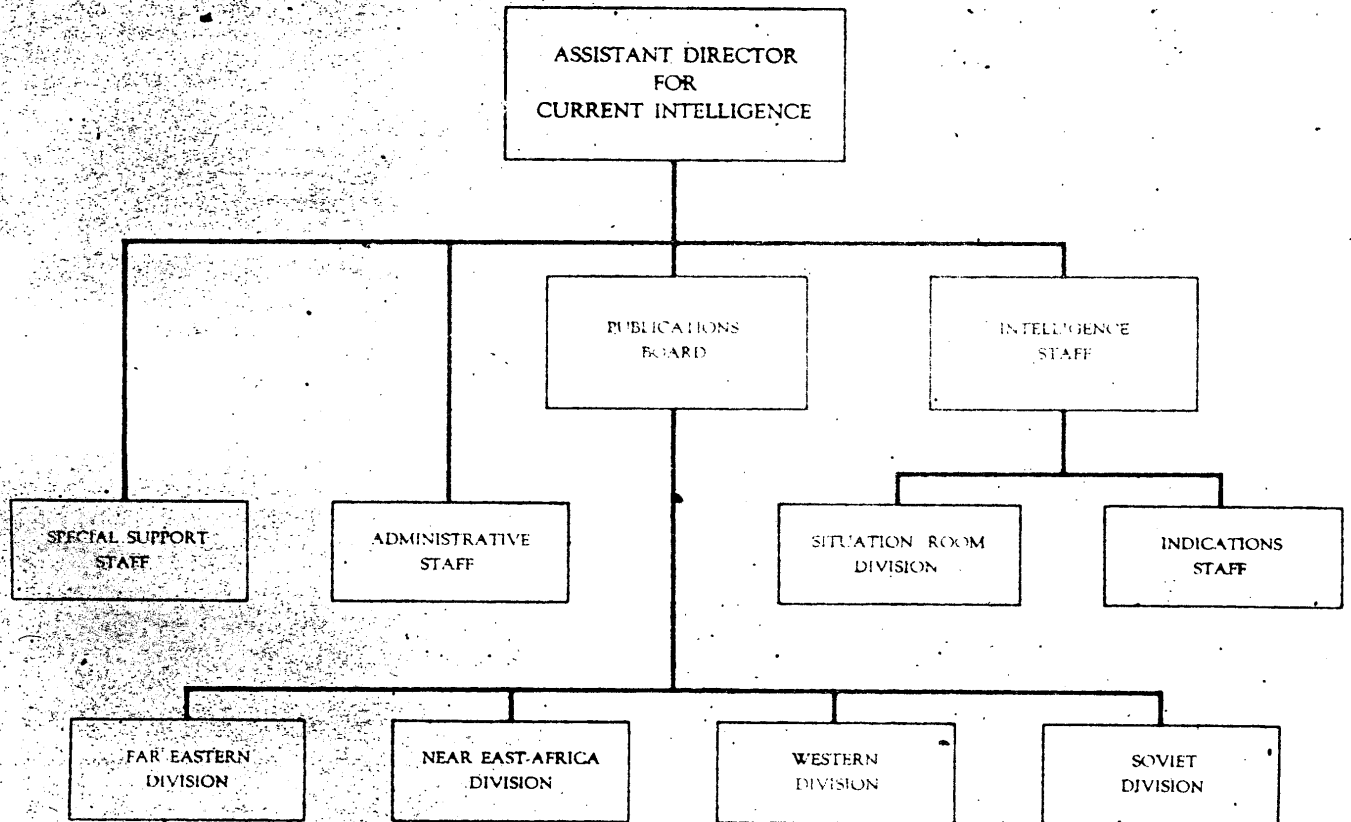 ASSISTANT DIRECTOR
FOR
CURRENT INTELLIGENCE
PUBLICATIONS
BOARD
INTELLIGENCE
STAFF
SPECIAL SUPPORT
STAFF
ADMINISTRATIVE
STAFF
SITUATION ROOM
DIVISION
INDICATIONS
STAFF
FAR EASTERN
DIVISION
NEAR EAST-AFRICA
DIVISION
WESTERN
DIVISION
SOVIET
DIVISION